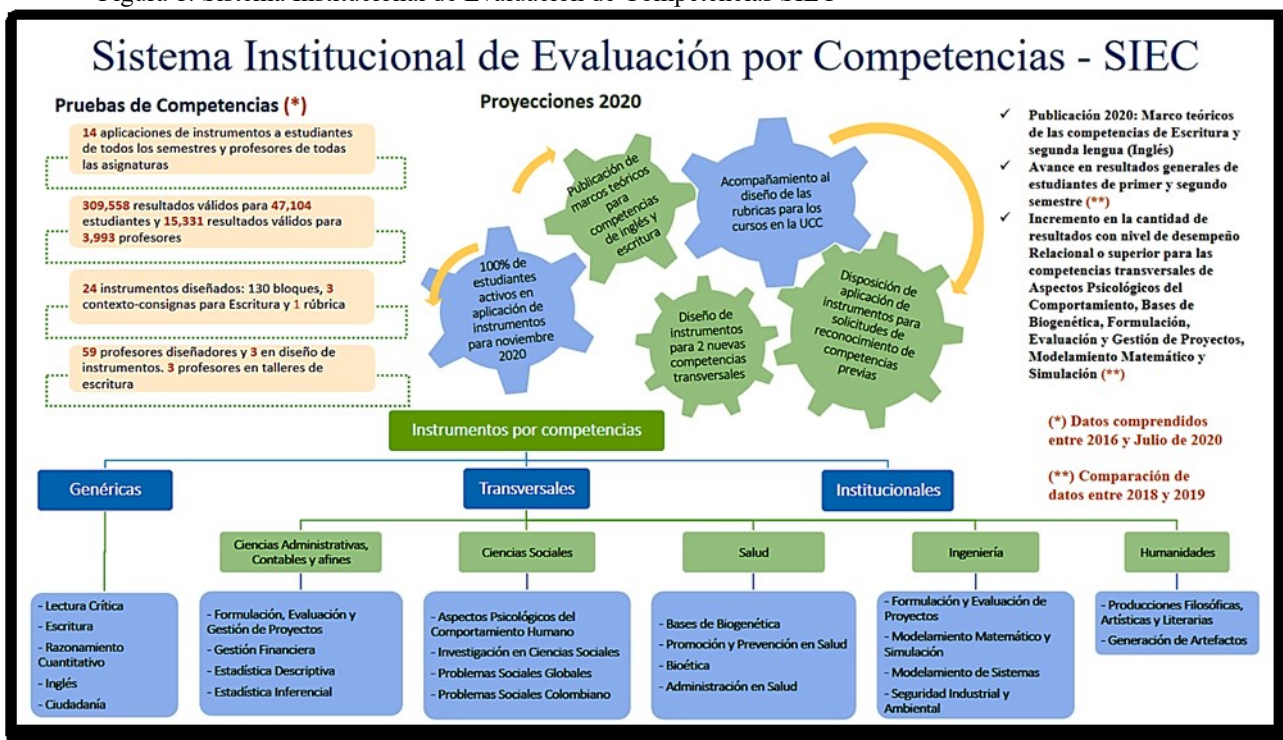 Figura 1. Sistema Institucional de Evaluación de Competencias SIEC
Sistema Institucional de Evaluación por Competencias - SIEC
Pruebas de Competencias (*)
14 aplicaciones de instrumentos a estudiantes
de todos los semestres y profesores de todas
las asignaturas
309,558 resultados válidos para 47,104
estudiantes y 15,331 resultados válidos para
3,993 profesores
24 instrumentos diseñados: 130 bloques, 3
contexto-consignas para Escritura y 1 rúbrica
59 profesores diseñadores y 3 en diseño de
instrumentos. 3 profesores en talleres de
escritura
Proyecciones 2020
100% de
estudiantes
activos en
aplicación de
instrumentos
para noviembre
2020
Publicación de
marcos teóricos
para
competencias
de inglés y
escritura
Acompañamiento al
diseño de las
rubricas para los
cursos en la UCC
Diseño de
instrumentos
para 2 nuevas
competencias
transversales
Disposición de
aplicación de
instrumentos para
solicitudes de
reconocimiento de
competencias
previas
✓ Publicación 2020: Marco teóricos
de las competencias de Escritura y
segunda lengua (Inglés)
✓ Avance en resultados generales de
estudiantes de primer y segundo
semestre (**)
✓ Incremento en la cantidad de
resultados con nivel de desempeño
Relacional o superior para las
competencias transversales de
Aspectos Psicológicos del
Comportamiento, Bases de
Biogenética, Formulación,
Evaluación y Gestión de Proyectos,
Modelamiento Matemático y
Simulación (**)
(*) Datos comprendidos
entre 2016 y Julio de 2020
(**) Comparación de
datos entre 2018 y 2019
Instrumentos por competencias
Genéricas
Transversales
Institucionales
Ciencias Administrativas,
Contables y afines
Ciencias Sociales
Salud
Ingeniería
Humanidades
- Lectura Crítica
- Escritura
- Razonamiento
Cuantitativo
- Inglés
- Ciudadanía
- Formulación, Evaluación y
Gestión de Proyectos
- Gestión Financiera
- Estadística Descriptiva
- Estadística Inferencial
- Aspectos Psicológicos del
Comportamiento Humano
- Investigación en Ciencias Sociales
- Problemas Sociales Globales
- Problemas Sociales Colombiano
- Bases de Biogenética
- Promoción y Prevención en Salud
- Bioética
- Administración en Salud
- Formulación y Evaluación de
Proyectos
- Modelamiento Matemático y
Simulación
- Modelamiento de Sistemas
- Seguridad Industrial y
Ambiental
- Producciones Filosóficas,
Artísticas y Literarias
- Generación de Artefactos